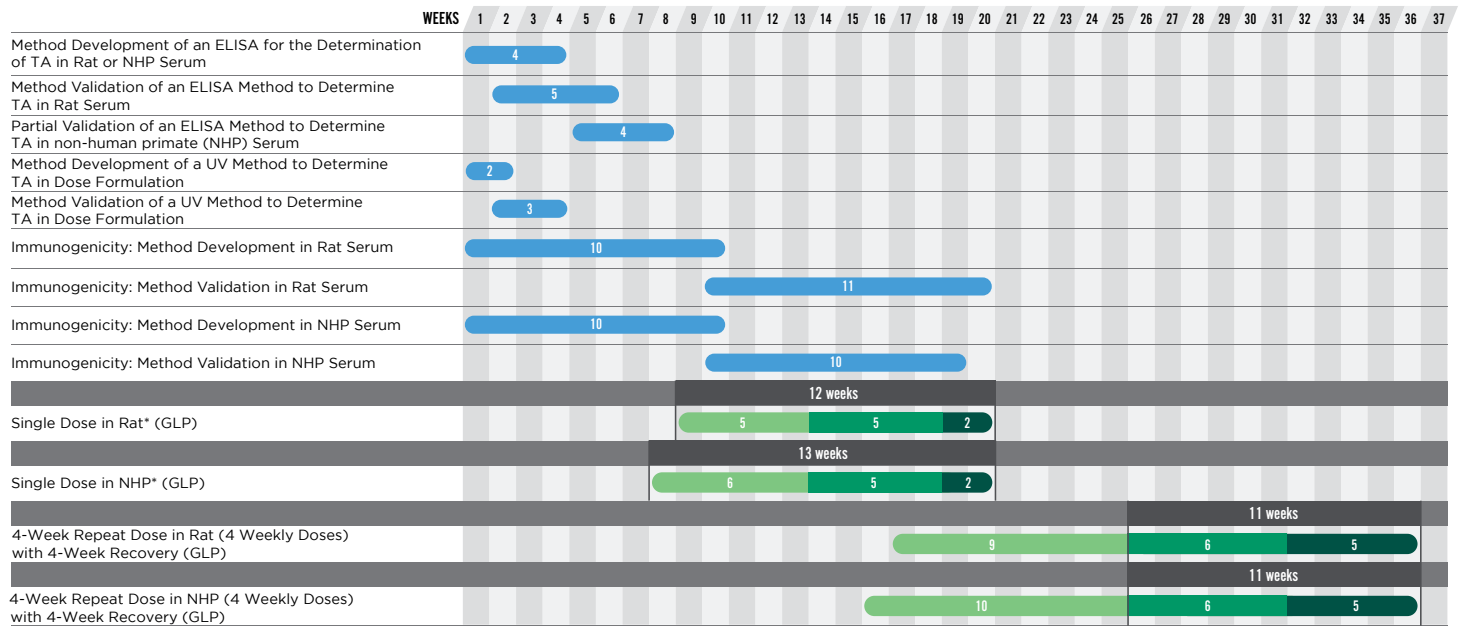 WEEKS 1 2 3 4 5 6 7 8 9 10 11 12 13 14 15 16 17 18 19 20 21 22 23 24 25 26 27 28 29 30 31 32 33 34 35 36 37
Method Development of an ELISA for the Determination
of TA in Rat or NHP Serum
4
Method Validation of an ELISA Method to Determine
TA in Rat Serum
5
Partial Validation of an ELISA Method to Determine
TA in non-human primate (NHP) Serum
4
Method Development of a UV Method to Determine
TA in Dose Formulation
2
Method Validation of a UV Method to Determine
TA in Dose Formulation
3
Immunogenicity: Method Development in Rat Serum
10
Immunogenicity: Method Validation in Rat Serum
11
Immunogenicity: Method Development in NHP Serum
10
Immunogenicity: Method Validation in NHP Serum
10
12 weeks
Single Dose in Rat* (GLP)
5 5 2
13 weeks
Single Dose in NHP* (GLP)
6 5 2
11 weeks
4-Week Repeat Dose in Rat (4 Weekly Doses)
with 4-Week Recovery (GLP)
9 6 5
11 weeks
4-Week Repeat Dose in NHP (4 Weekly Doses)
with 4-Week Recovery (GLP)
10 6 5